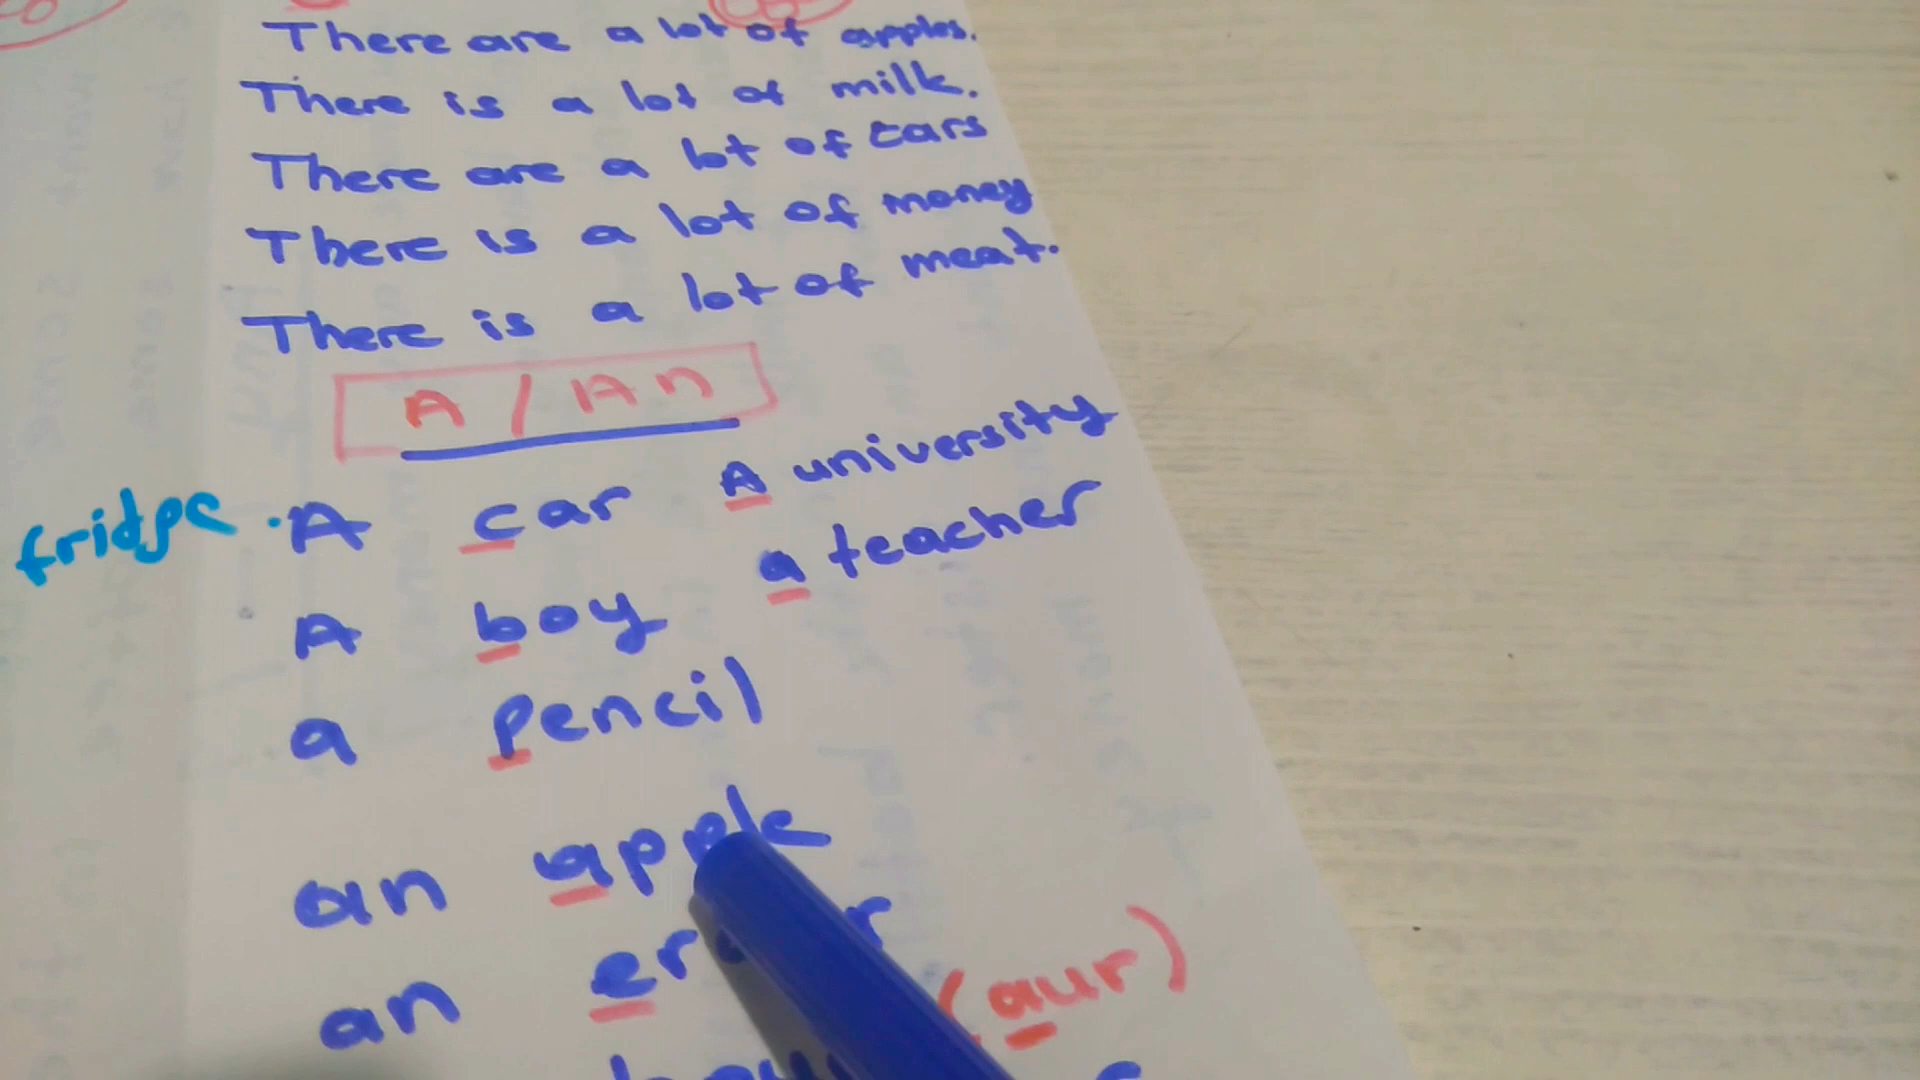 There are a lot of apples.
There is a lot of milk.
There are a lot of cars
There is a lot of money
There is a lot of meat.
A / An
fridge · A car A university
A boy a teacher
a pencil
an apple
an
(aur)